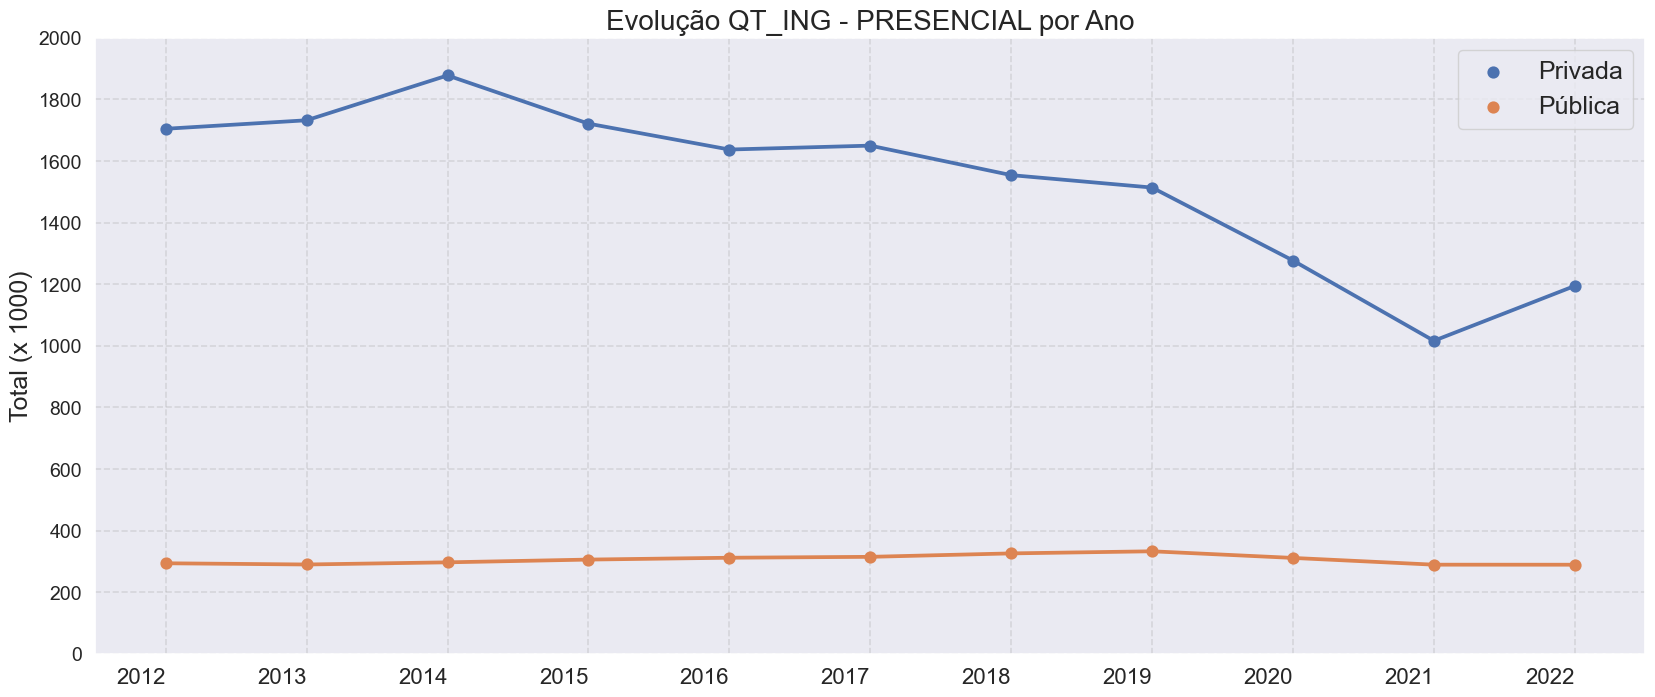 Evolução QT_ING - PRESENCIAL por Ano
Privada
Pública
Total (x 1000)
2000
1800
1600
1400
1200
1000
800
600
400
200
0
2012 2013 2014 2015 2016 2017 2018 2019 2020 2021 2022